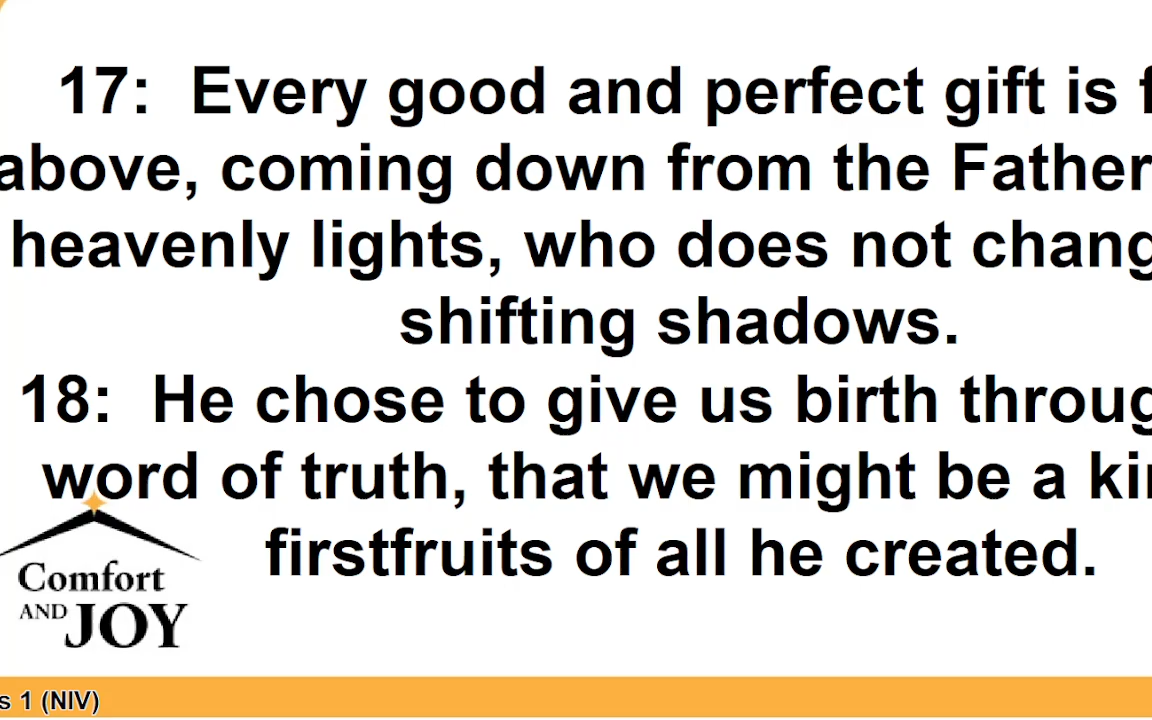 17: Every good and perfect gift is
above, coming down from the Father
heavenly lights, who does not chang
shifting shadows.
18: He chose to give us birth throug
word of truth, that we might be a ki
firstfruits of all he created.
Comfort
AND JOY
s 1 (NIV)